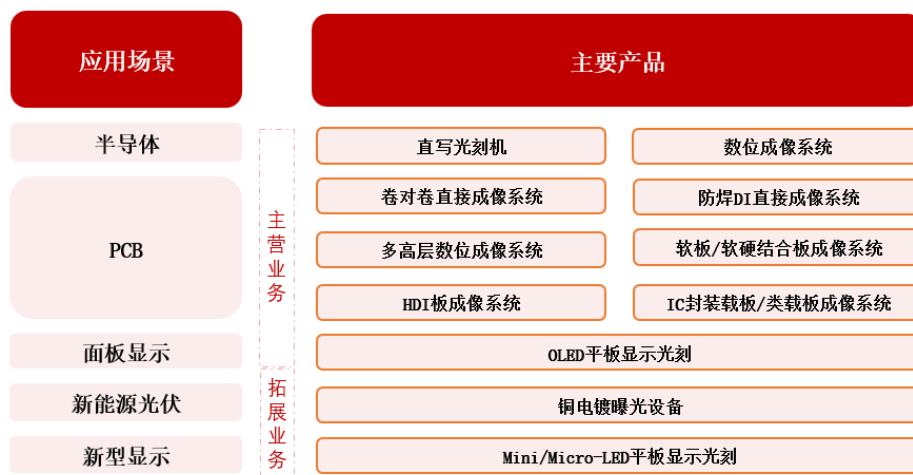 应用场景
主要产品
半导体
直写光刻机
数位成像系统
主营业务
PCB
卷对卷直接成像系统
防焊DI直接成像系统
多高层数位成像系统
软板/软硬结合板成像系统
HDI板成像系统
IC封装载板/类载板成像系统
面板显示
OLED平板显示光刻
拓展业务
新能源光伏
铜电镀曝光设备
新型显示
Mini/Micro-LED平板显示光刻